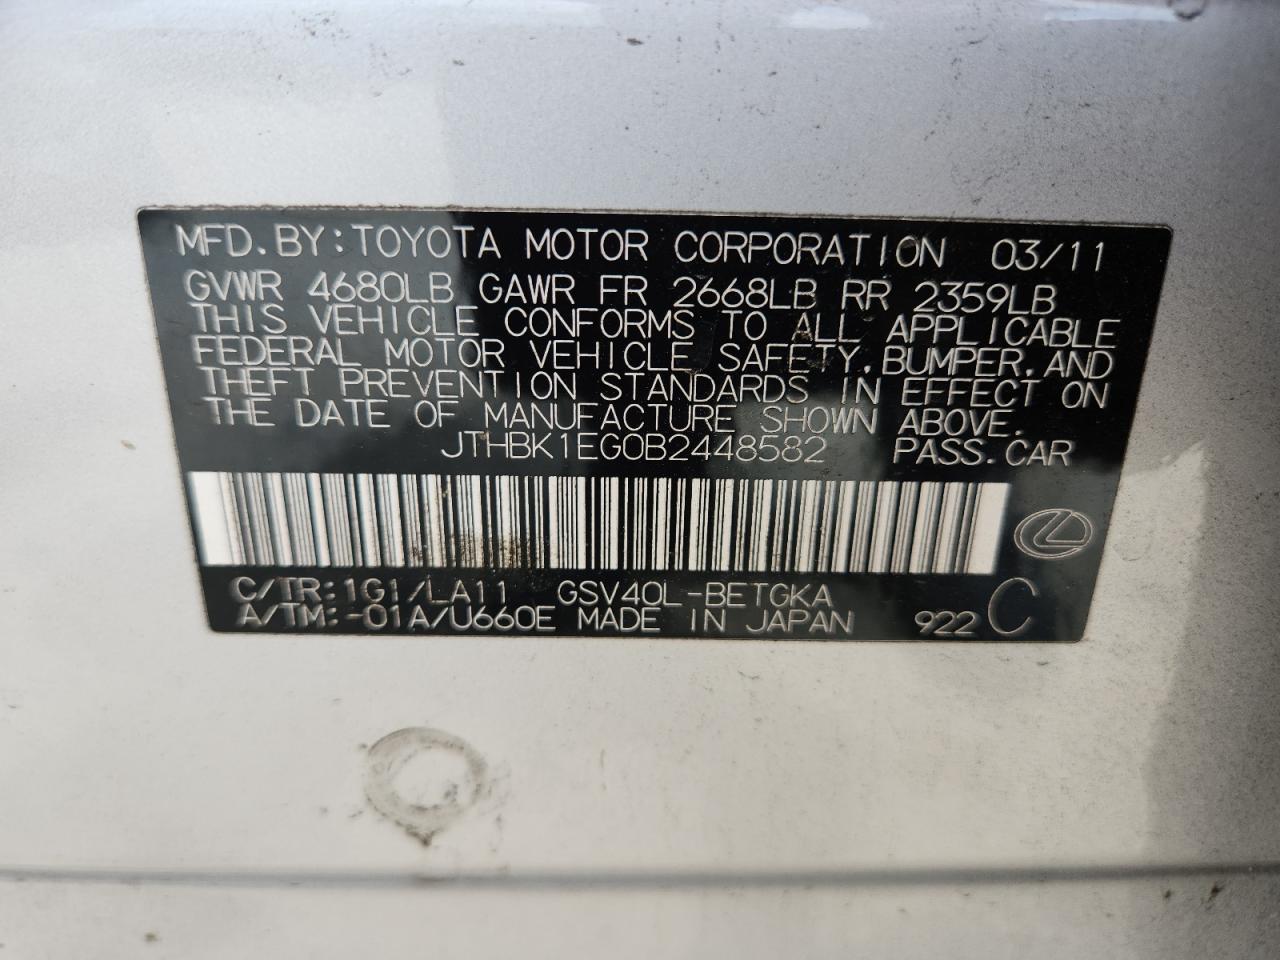 MFD.BY:TOYOTA MOTOR CORPORATION 03/11
GVWR 4680LB GAWR FR 2668LB RR 2359LB
THIS VEHICLE CONFORMS TO ALL APPLICABLE
FEDERAL MOTOR VEHICLE SAFETY,BUMPER,AND
THEFT PREVENTION STANDARDS IN EFFECT ON
THE DATE OF MANUFACTURE SHOWN ABOVE.
JTHBK1EG0B2448582 PASS.CAR
C/TR:1G1/LA11 GSV40L-BETGKA
A/TM:-01A/U660E MADE IN JAPAN 922 C